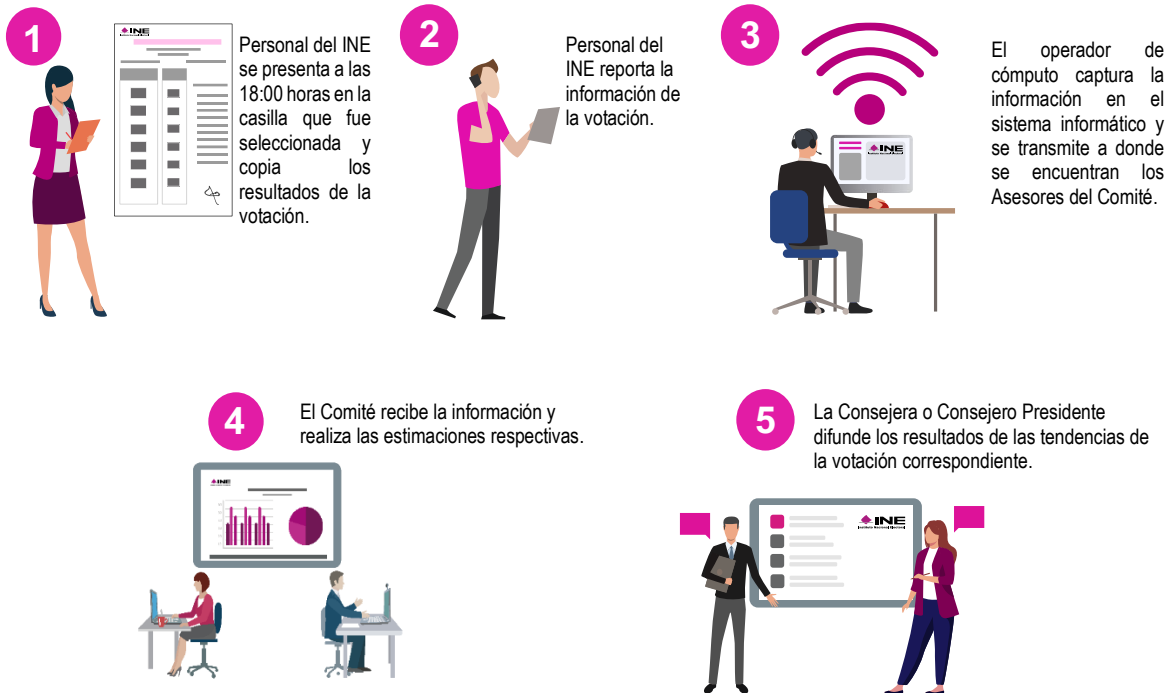 1
INE
Personal del INE
se presenta a las
18:00 horas en la
casilla que fue
seleccionada y
copia los
resultados de la
votación.
2
Personal del
INE reporta la
información de
la votación.
3
INE
El operador de
cómputo captura la
información en el
sistema informático y
se transmite a donde
se encuentran los
Asesores del Comité.
4
El Comité recibe la información y
realiza las estimaciones respectivas.
INE
5
La Consejera o Consejero Presidente
difunde los resultados de las tendencias de
la votación correspondiente.
INE
Instituto Nacional Electoral